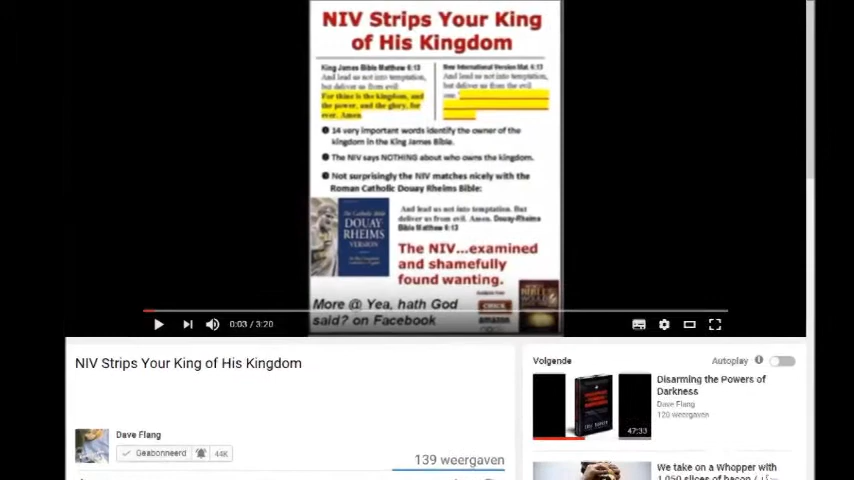 NIV Strips Your King
of His Kingdom
King James Bible Matthew 6:13
And lead us not into temptation,
but deliver us from evil:
For thine is the kingdom, and
the power, and the glory, for
ever. Amen
New International Version Mat. 6:13
And lead us not into temptation,
but deliver us from the evil
one
14 very important words identify the owner of the
kingdom in the King James Bible.
The NIV says NOTHING about who owns the kingdom.
Not surprisingly the NIV matches nicely with the
Roman Catholic Douay Rheims Bible:
The Catholic Bible
DOUAY
RHEIMS
VERSION
And lead us not into temptation. But
deliver us from evil. Amen. Douay-Rheims
Bible Matthew 6:13
The NIV...examined
and shamefully
found wanting.
More @ Yea, hath God
said? on Facebook
CHICK
AMAZON
BIBLE
0:03 / 3:20
NIV Strips Your King of His Kingdom
Dave Flang
Geabonneerd
44K
139 weergaven
Volgende
Autoplay
Disarming the Powers of
Darkness
Dave Flang
120 weergaven
47:33
We take on a Whopper with
1,050 slices of bacon /